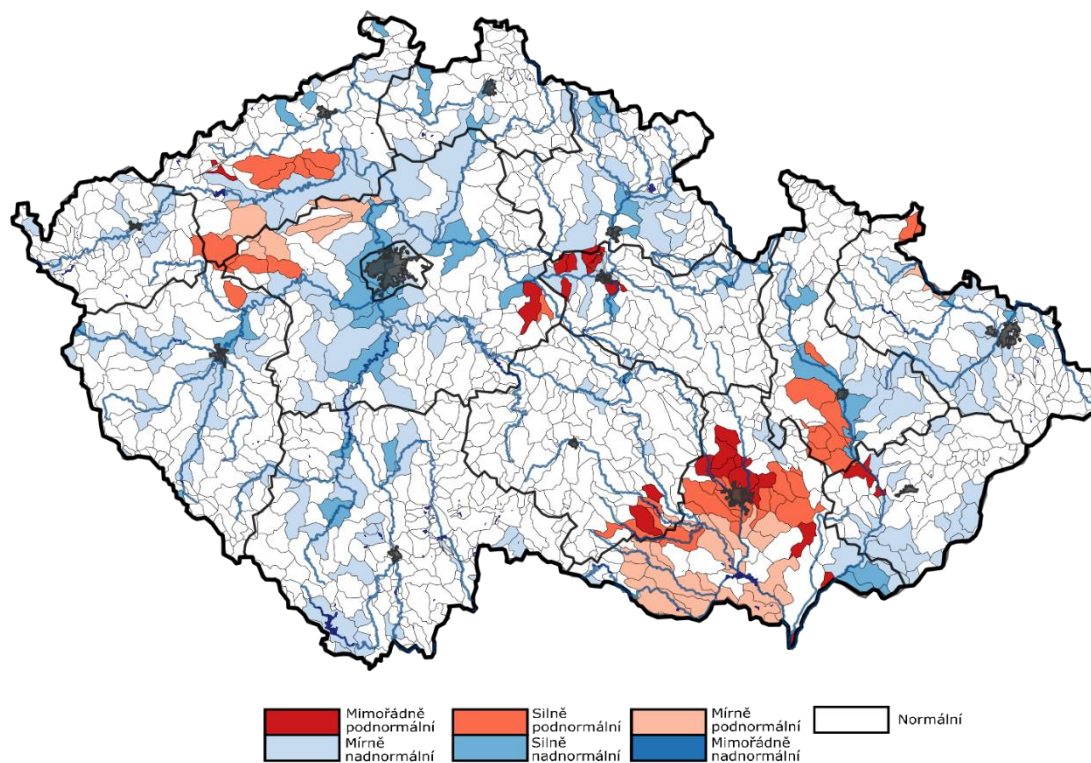 Mimořádně
podnormální
Silně
podnormální
Mírně
podnormální
Normální
Mírně
nadnormální
Silně
nadnormální
Mimořádně
nadnormální